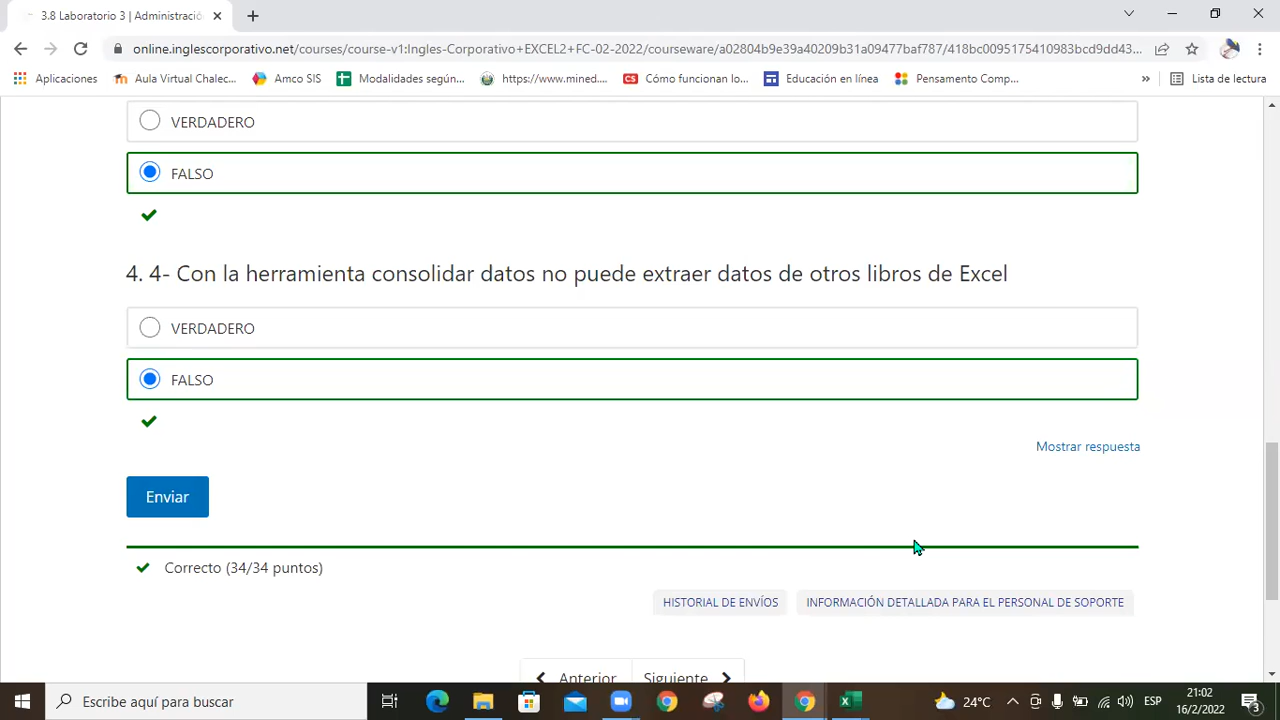 3.8 Laboratorio 3 | Administració
online.inglescorporativo.net/courses/course-v1:Ingles-Corporativo+EXCEL2+FC-02-2022/courseware/a02804b9e39a40209b31a09477baf787/418bc0095175410983bcd9dd43...
Aplicaciones
Aula Virtual Chalec...
Amco SIS
Modalidades según...
https://www.mined....
CS Cómo funciona lo...
Educación en línea
Pensamento Comp...
»
Lista de lectura
VERDADERO
FALSO
4. 4- Con la herramienta consolidar datos no puede extraer datos de otros libros de Excel
VERDADERO
FALSO
Mostrar respuesta
Enviar
Correcto (34/34 puntos)
HISTORIAL DE ENVÍOS
INFORMACIÓN DETALLADA PARA EL PERSONAL DE SOPORTE
Anterior
Siguiente
Escribe aquí para buscar
24°C
ESP
21:02
16/2/2022
3